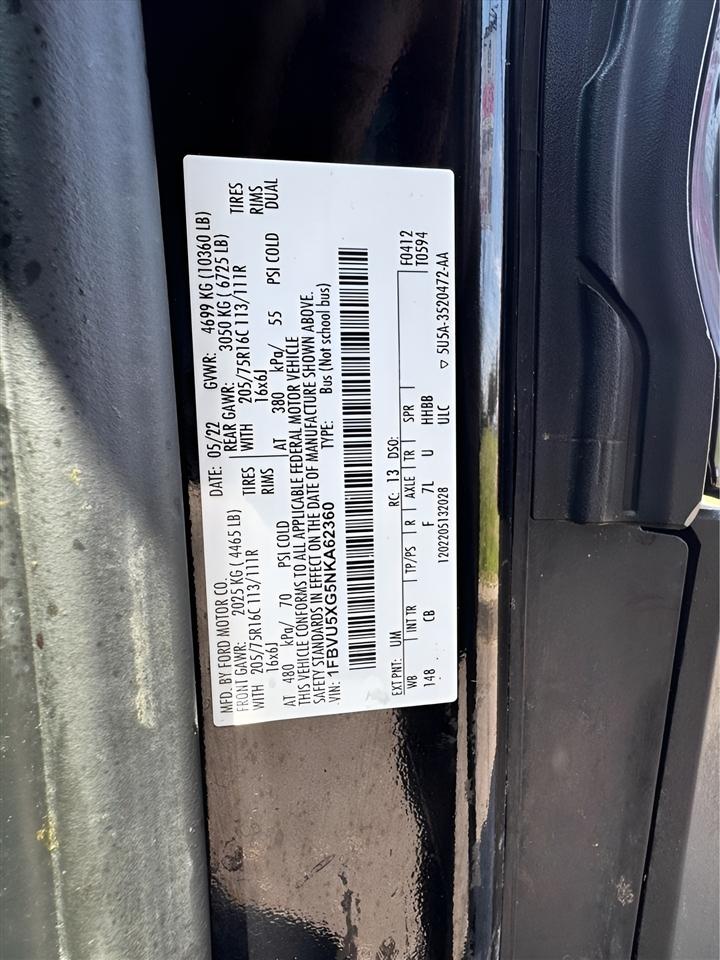 MFD. BY FORD MOTOR CO.
DATE: 05/22 GVWR: 4699 KG (10360 LB)
FRONT GAWR: 2025 KG ( 4465 LB) REAR GAWR: 3050 KG ( 6725 LB)
WITH 205/75R16C 113/111R TIRES WITH 205/75R16C 113/111R TIRES
16x6J RIMS 16x6J RIMS
AT 480 kPa/ 70 PSI COLD AT 380 kPa/ 55 PSI COLD DUAL
THIS VEHICLE CONFORMS TO ALL APPLICABLE FEDERAL MOTOR VEHICLE
SAFETY STANDARDS IN EFFECT ON THE DATE OF MANUFACTURE SHOWN ABOVE.
VIN: 1FBVU5XG5NKA62360 TYPE: Bus (Not school bus)
EXT PNT: UM RC: 13 DSO: F0412
WB INT TR TP/PS R AXLE TR SPR T0594
148 CB F 7L U HHBB
1202205132028 ULC ▽ 5U5A-3520472-AA